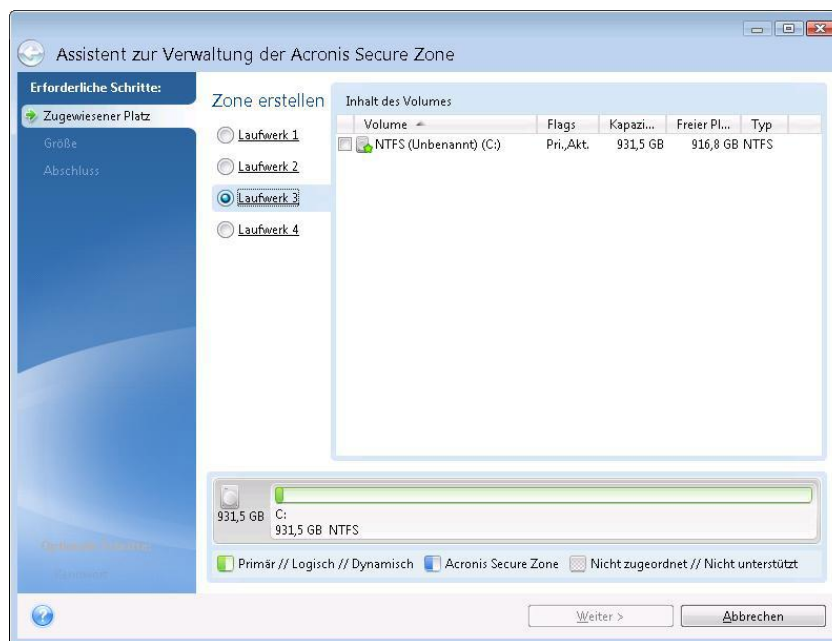 Assistent zur Verwaltung der Acronis Secure Zone
Erforderliche Schritte:
Zugewiesener Platz
Größe
Abschluss
Zone erstellen
Laufwerk 1
Laufwerk 2
Laufwerk 3
Laufwerk 4
Inhalt des Volumes
Volume Flags Kapazi... Freier Pl... Typ
NTFS (Unbenannt) (C:) Pri.,Akt. 931,5 GB 916,8 GB NTFS
931,5 GB
C:
931,5 GB NTFS
Primär // Logisch // Dynamisch Acronis Secure Zone Nicht zugeordnet // Nicht unterstützt
Weiter > Abbrechen